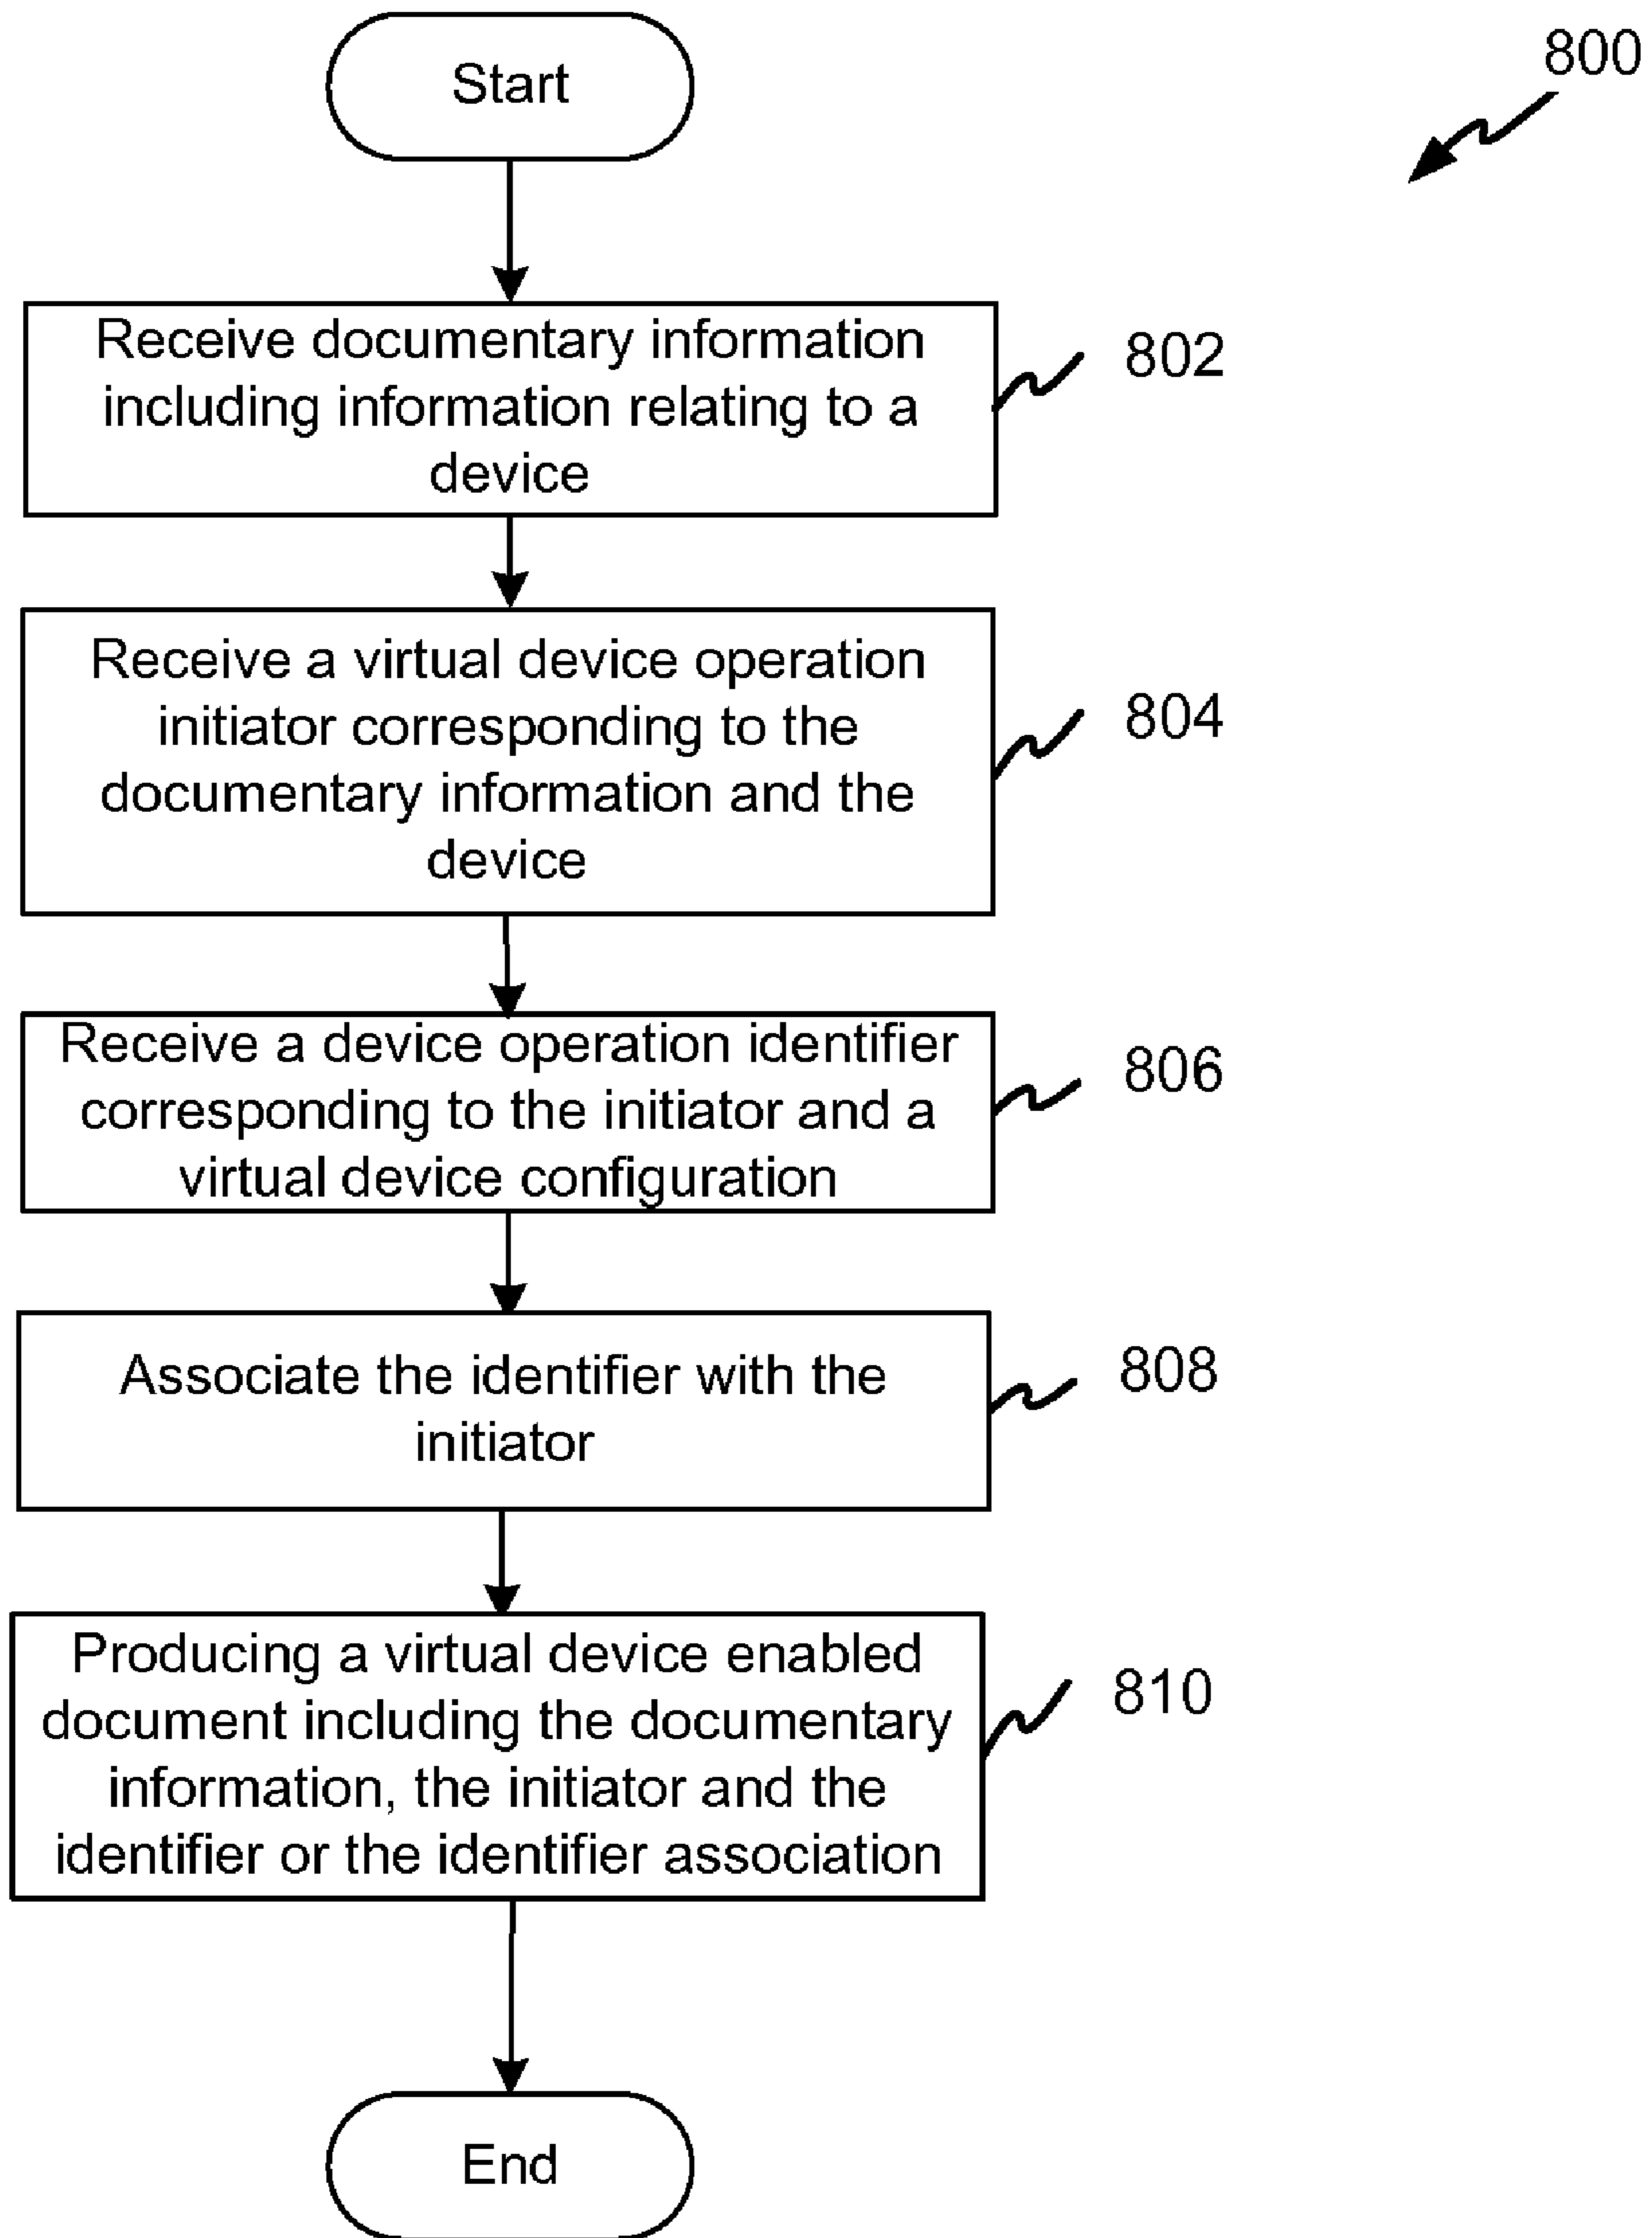 Start
800
Receive documentary information
including information relating to a
device
802
Receive a virtual device operation
initiator corresponding to the
documentary information and the
device
804
Receive a device operation identifier
corresponding to the initiator and a
virtual device configuration
806
Associate the identifier with the
initiator
808
Producing a virtual device enabled
document including the documentary
information, the initiator and the
identifier or the identifier association
810
End